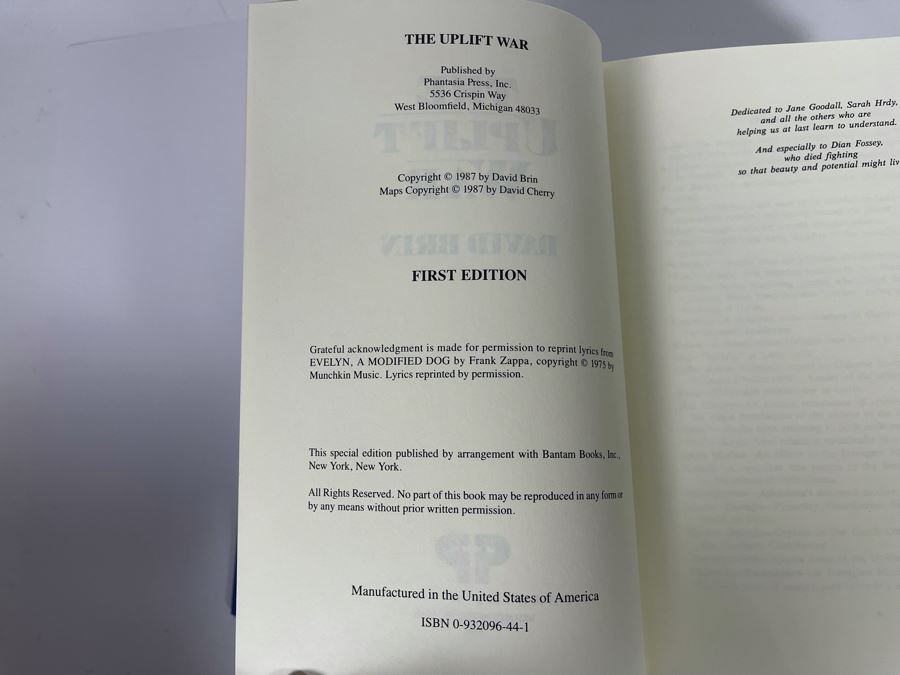 THE UPLIFT WAR
Published by
Phantasia Press, Inc.
5536 Crispin Way
West Bloomfield, Michigan 48033
Copyright © 1987 by David Brin
Maps Copyright © 1987 by David Cherry
FIRST EDITION
Grateful acknowledgment is made for permission to reprint lyrics from
EVELYN, A MODIFIED DOG by Frank Zappa, copyright © 1975 by
Munchkin Music. Lyrics reprinted by permission.
This special edition published by arrangement with Bantam Books, Inc.,
New York, New York.
All Rights Reserved. No part of this book may be reproduced in any form or
by any means without prior written permission.
Manufactured in the United States of America
ISBN 0-932096-44-1
Dedicated to Jane Goodall, Sarah Hrdy,
and all the others who are
helping us at last learn to understand.
And especially to Dian Fossey,
who died fighting
so that beauty and potential might